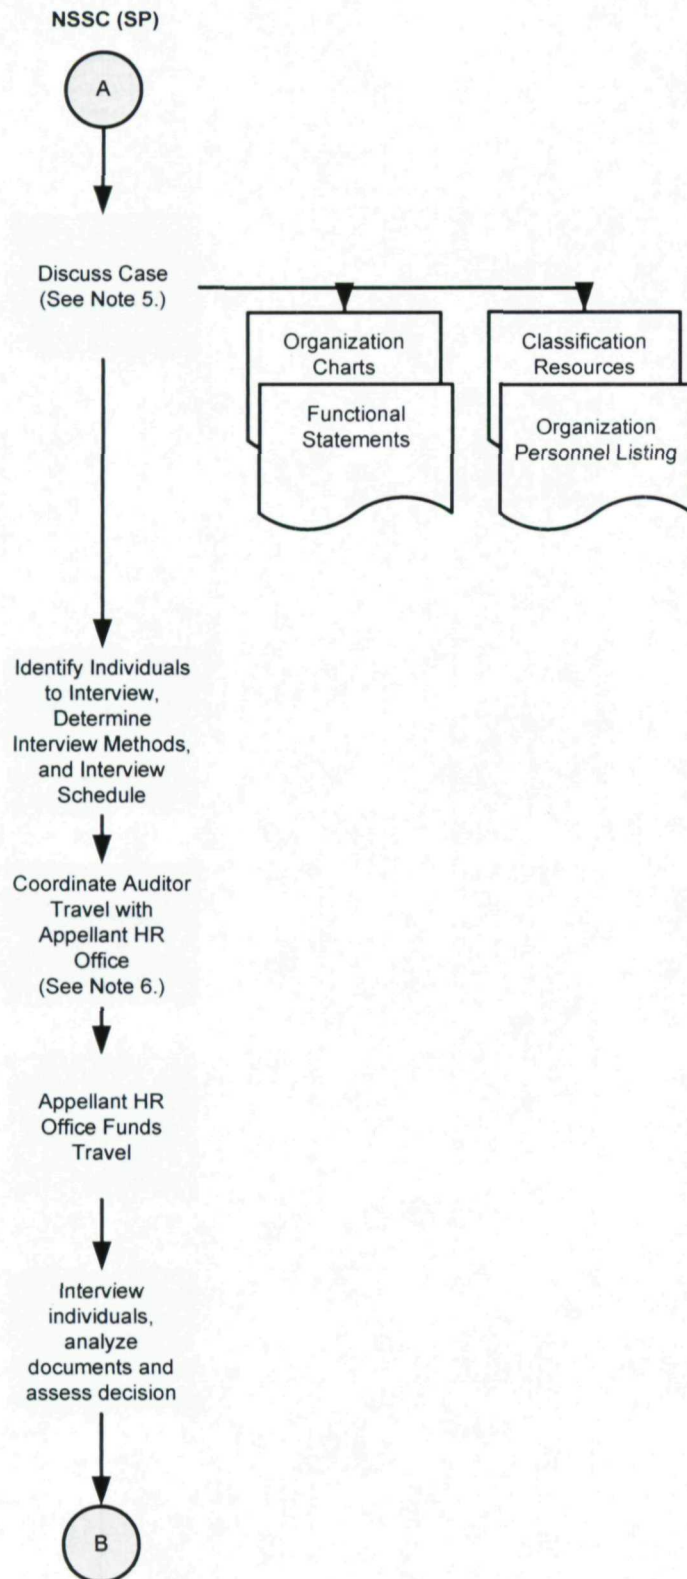 NSSC (SP)
A
Discuss Case
(See Note 5.)
Organization
Charts
Functional
Statements
Classification
Resources
Organization
Personnel Listing
Identify Individuals
to Interview,
Determine
Interview Methods,
and Interview
Schedule
Coordinate Auditor
Travel with
Appellant HR
Office
(See Note 6.)
Appellant HR
Office Funds
Travel
Interview
individuals,
analyze
documents and
assess decision
B